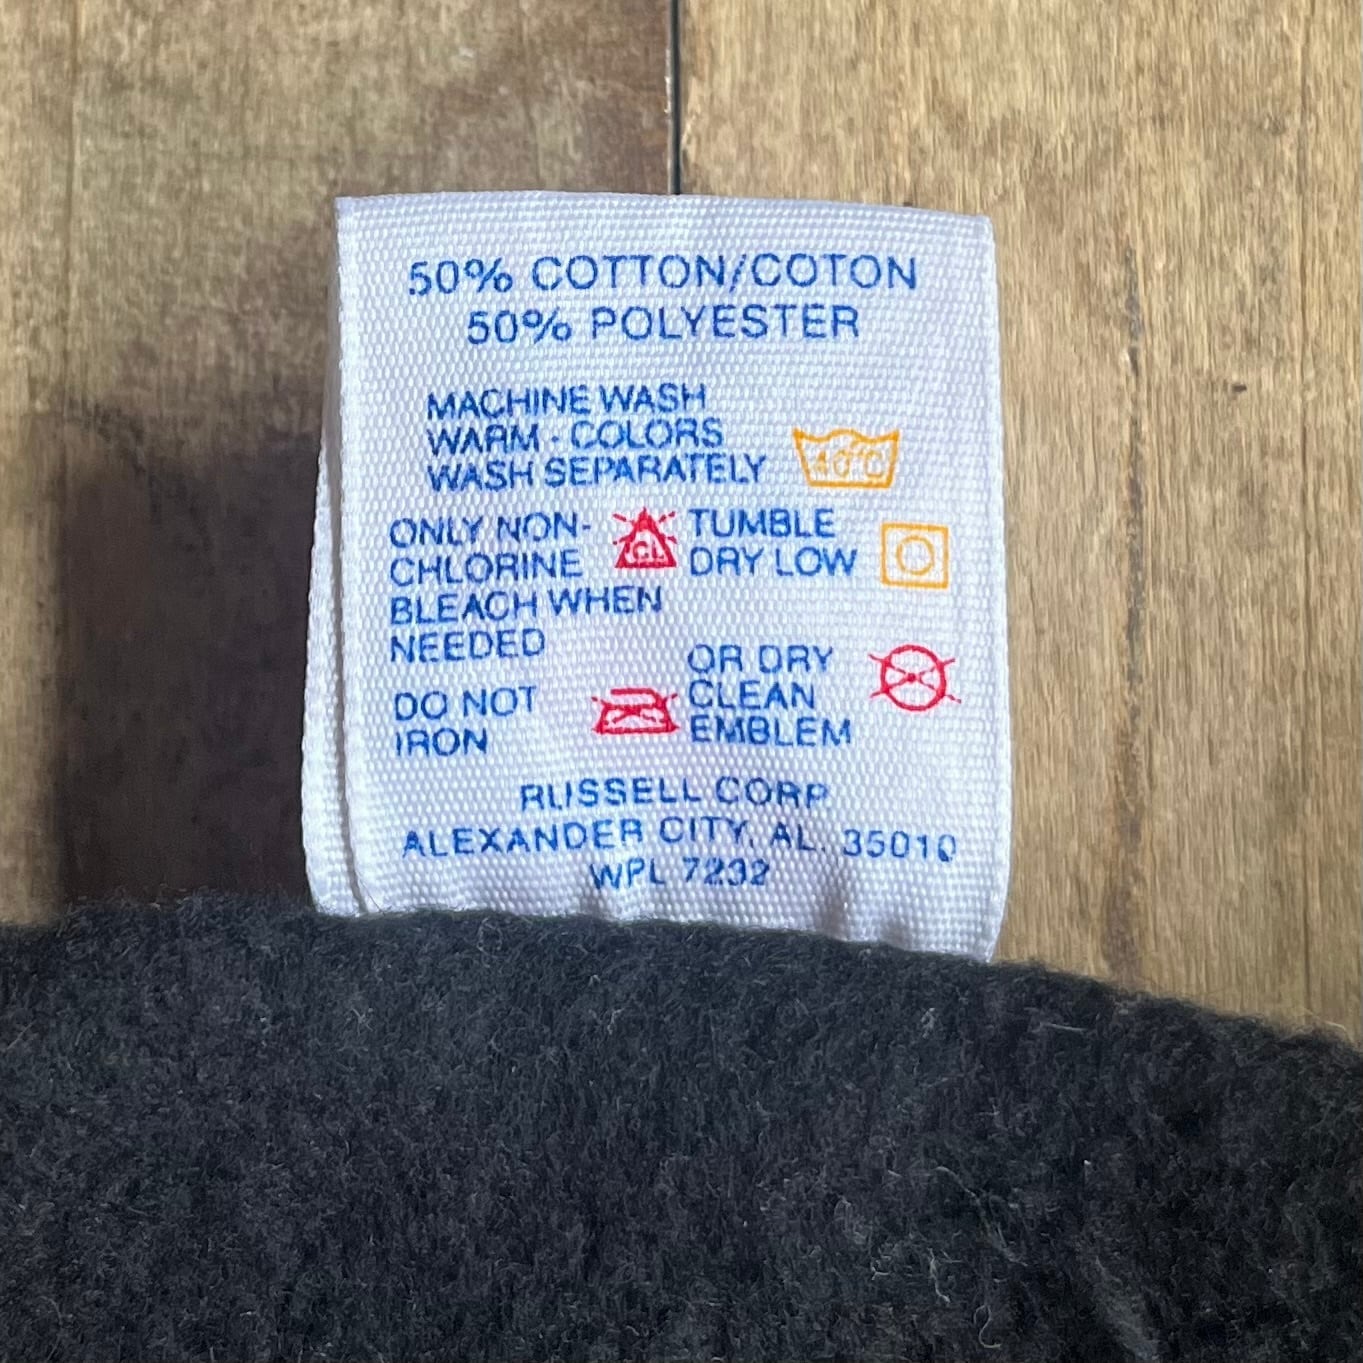 50% COTTON/COTON
50% POLYESTER
MACHINE WASH
WARM - COLORS
WASH SEPARATELY
40°C
ONLY NON-
CHLORINE
BLEACH WHEN
NEEDED
CL
TUMBLE
DRY LOW
DO NOT
IRON
OR DRY
CLEAN
EMBLEM
RUSSELL CORP
ALEXANDER CITY, AL. 35010
WPL 7232